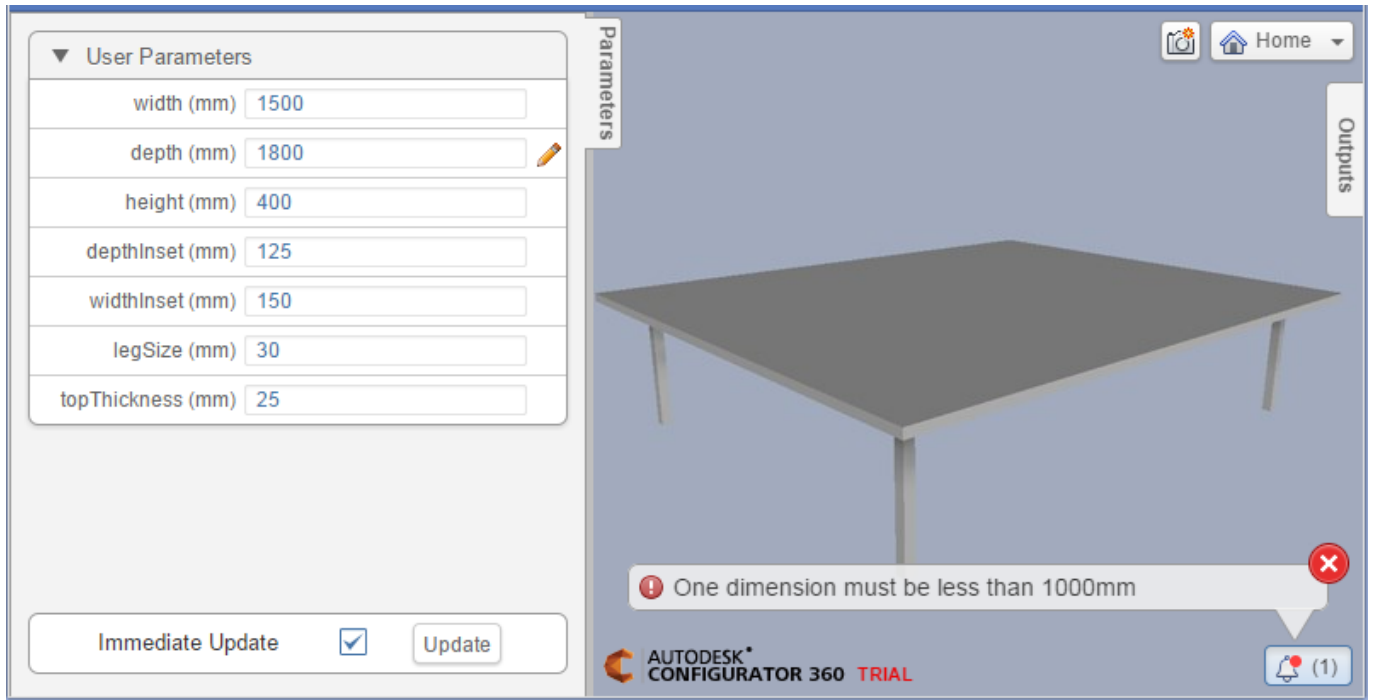 User Parameters
width (mm) 1500
depth (mm) 1800
height (mm) 400
depthInset (mm) 125
widthInset (mm) 150
legSize (mm) 30
topThickness (mm) 25
Immediate Update Update
Parameters
Home
Outputs
One dimension must be less than 1000mm
AUTODESK
CONFIGURATOR 360 TRIAL
(1)